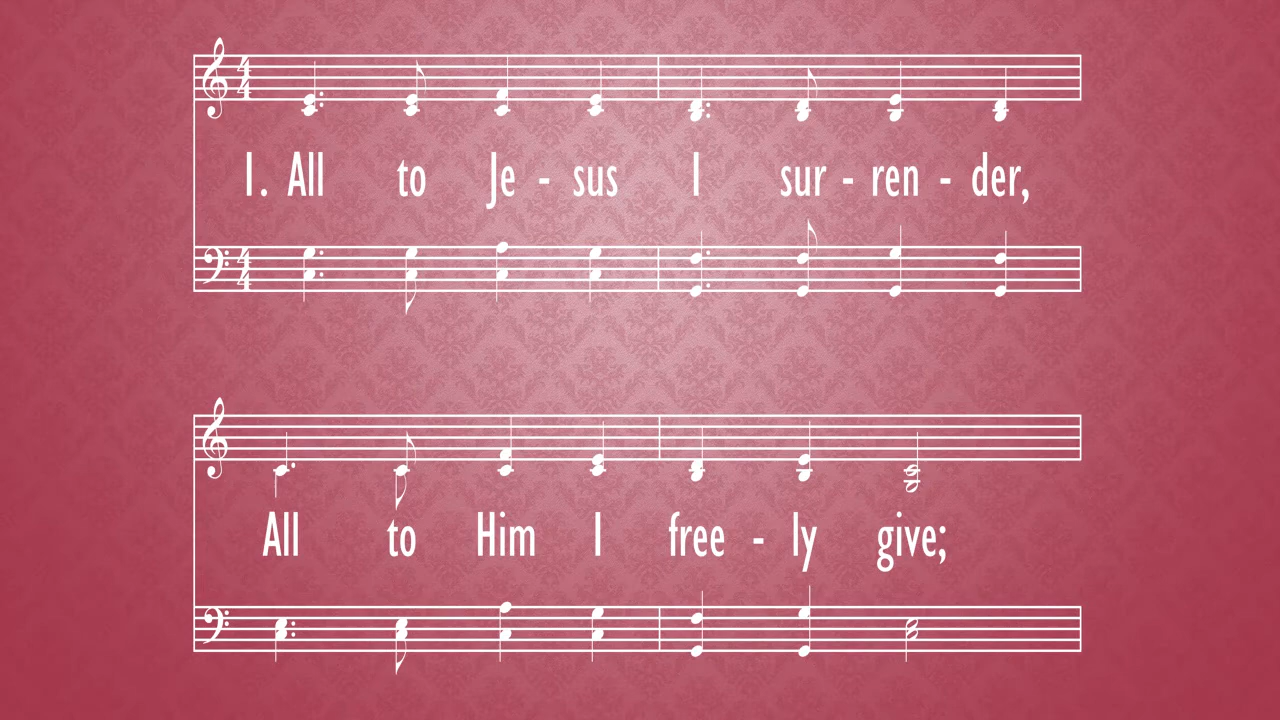 1. All to Je - sus I sur - ren - der,
All to Him I free - ly give;